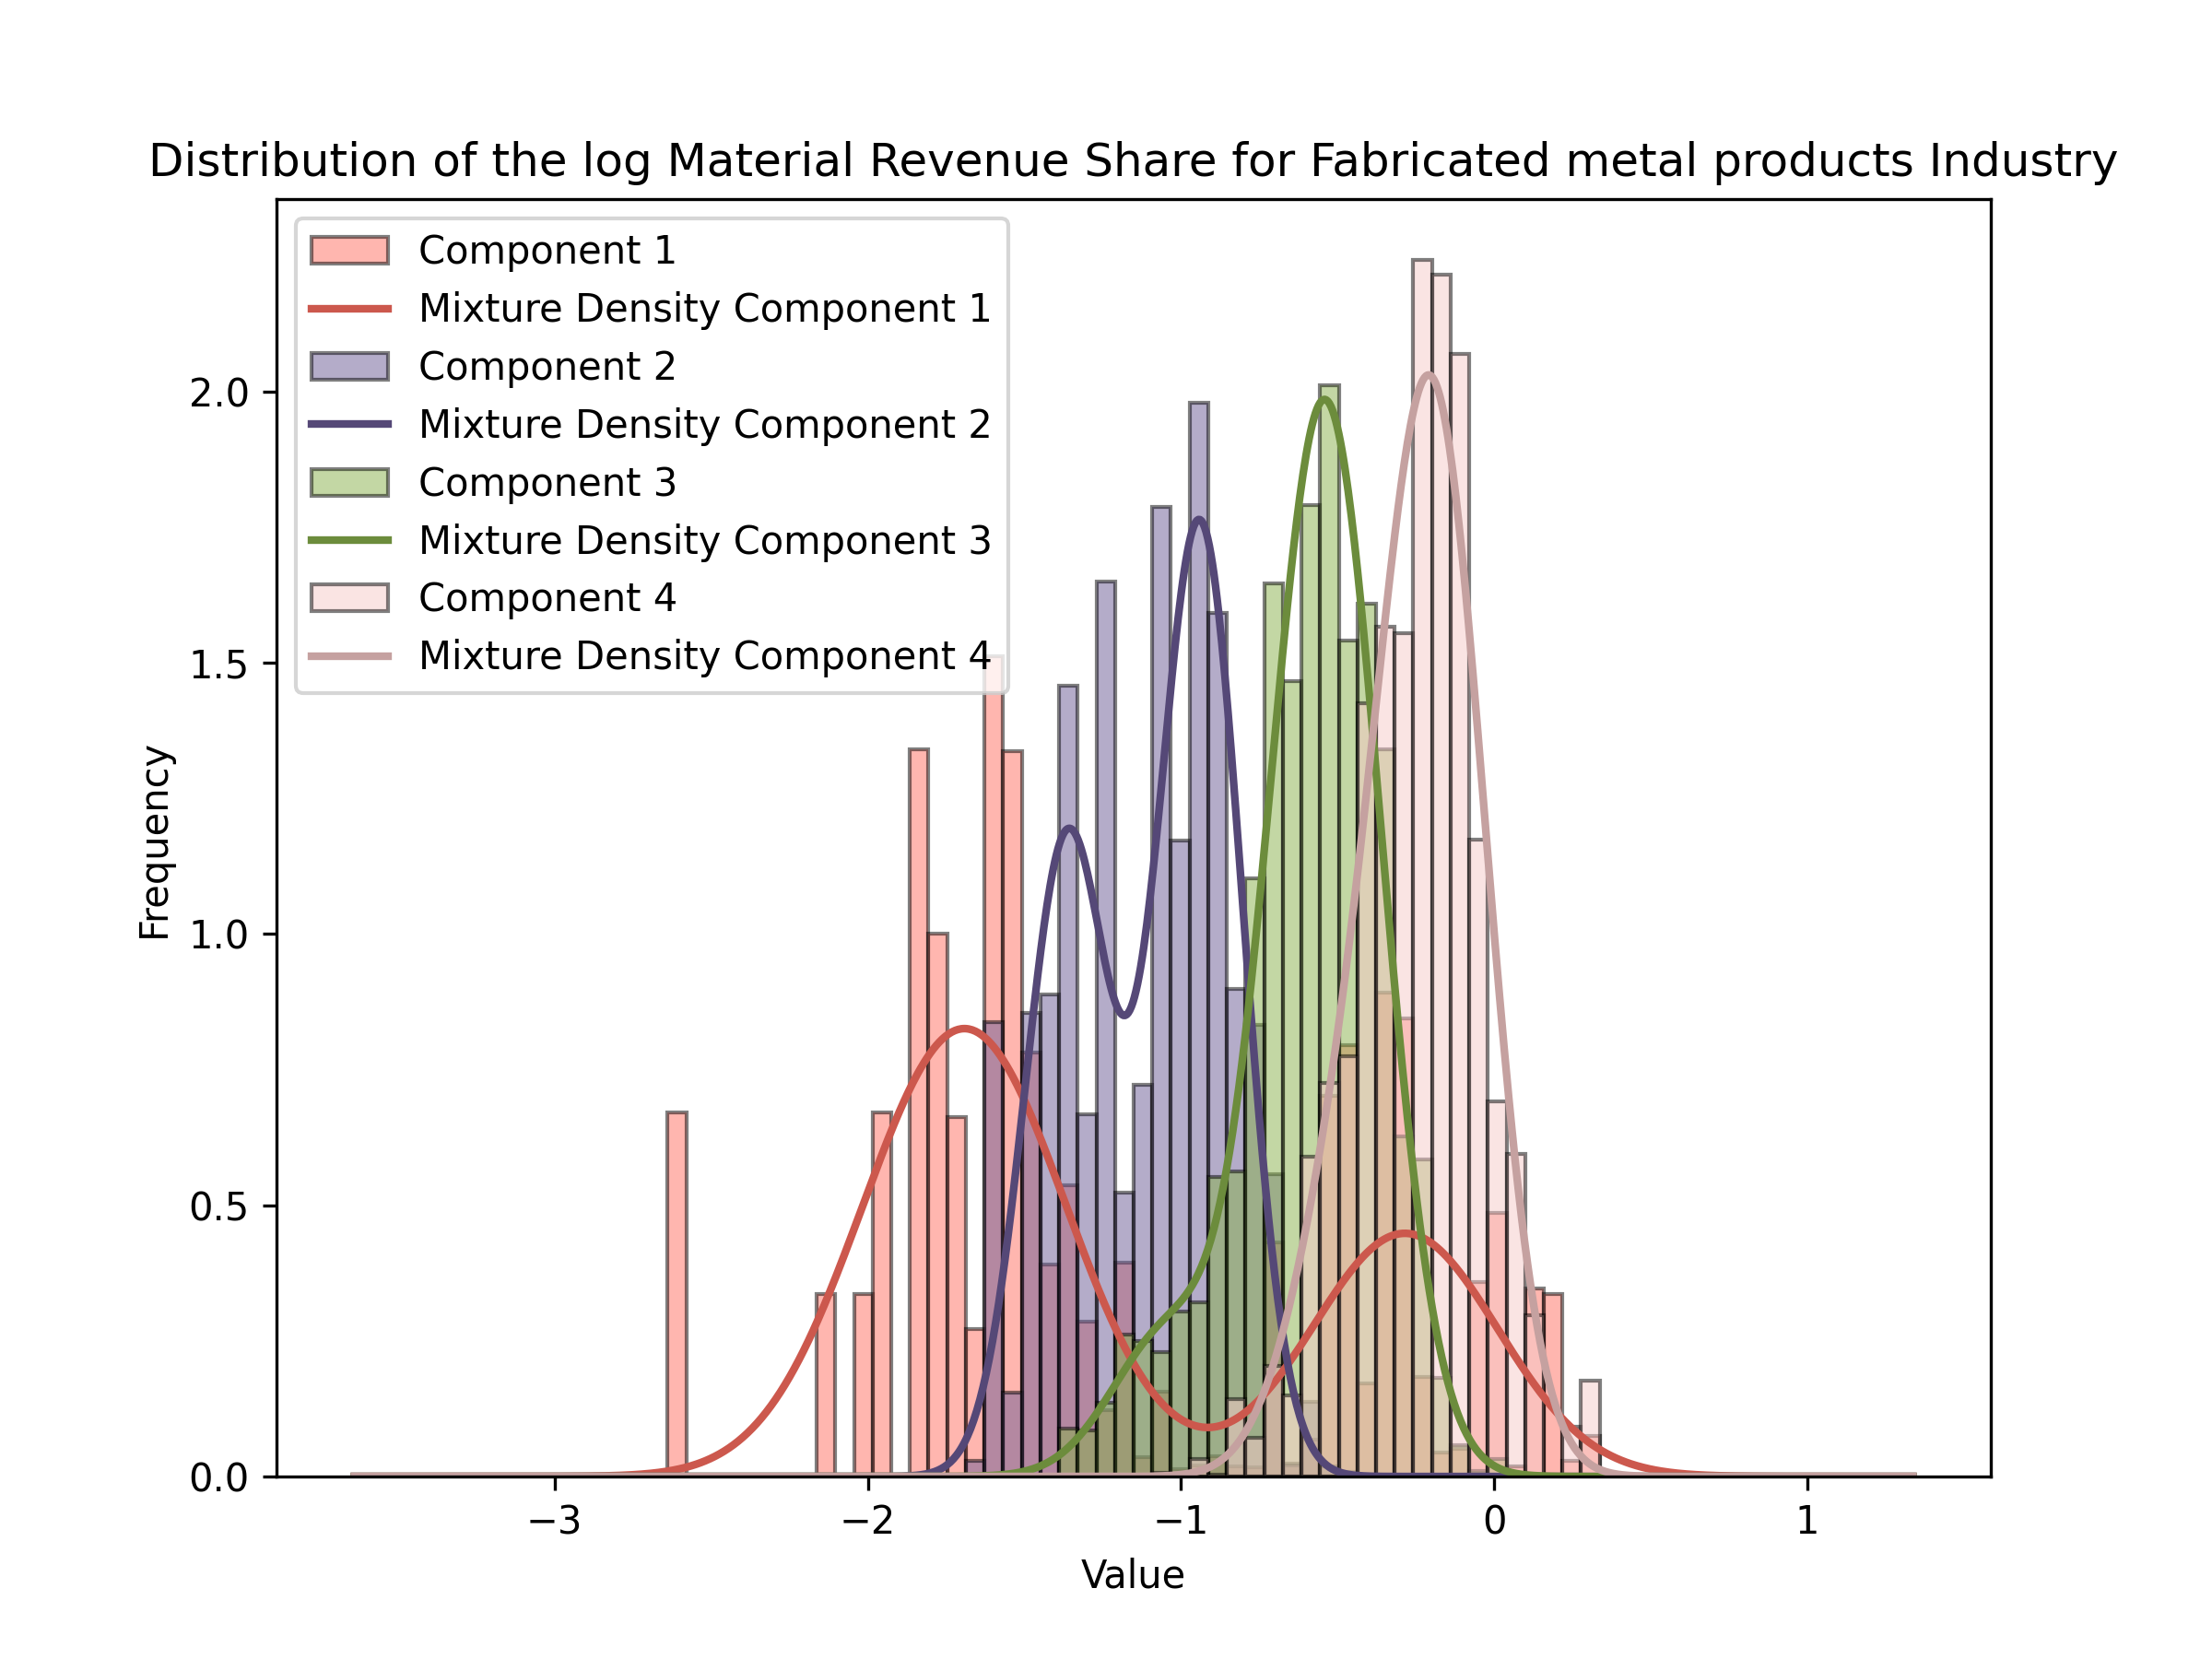 Distribution of the log Material Revenue Share for Fabricated metal products Industry
Component 1
Mixture Density Component 1
Component 2
Mixture Density Component 2
Component 3
Mixture Density Component 3
Component 4
Mixture Density Component 4
Frequency
2.0
1.5
1.0
0.5
0.0
−3 −2 −1 0 1
Value